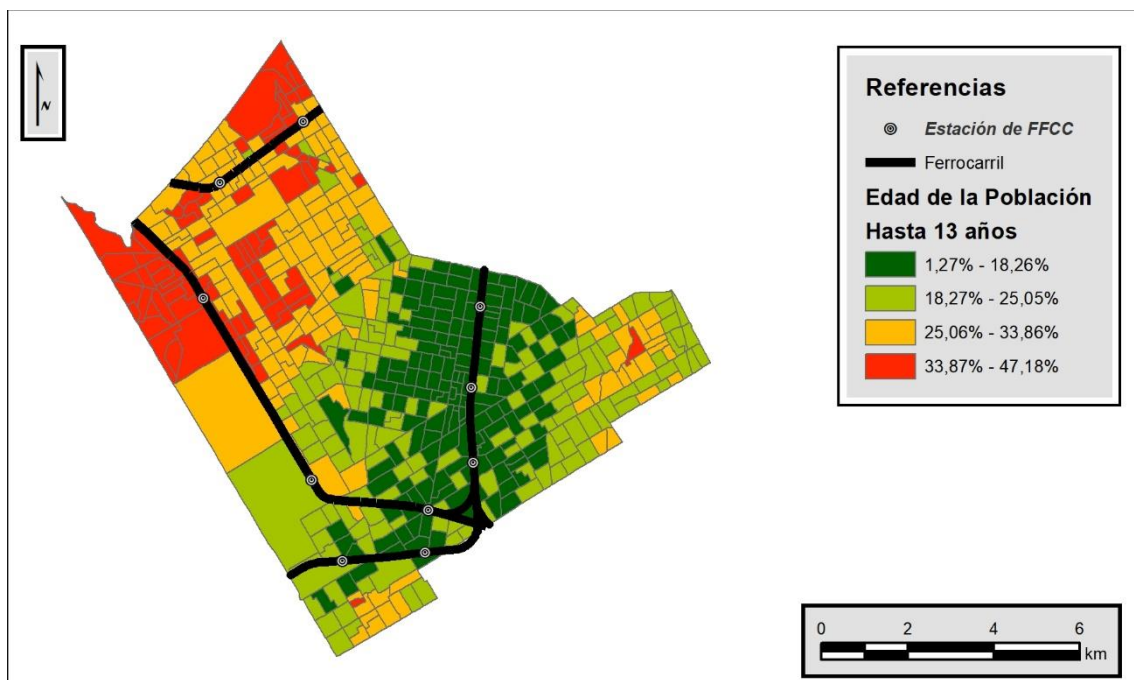 N
Referencias
Estación de FFCC
Ferrocarril
Edad de la Población
Hasta 13 años
1,27% - 18,26%
18,27% - 25,05%
25,06% - 33,86%
33,87% - 47,18%
0 2 4 6
km